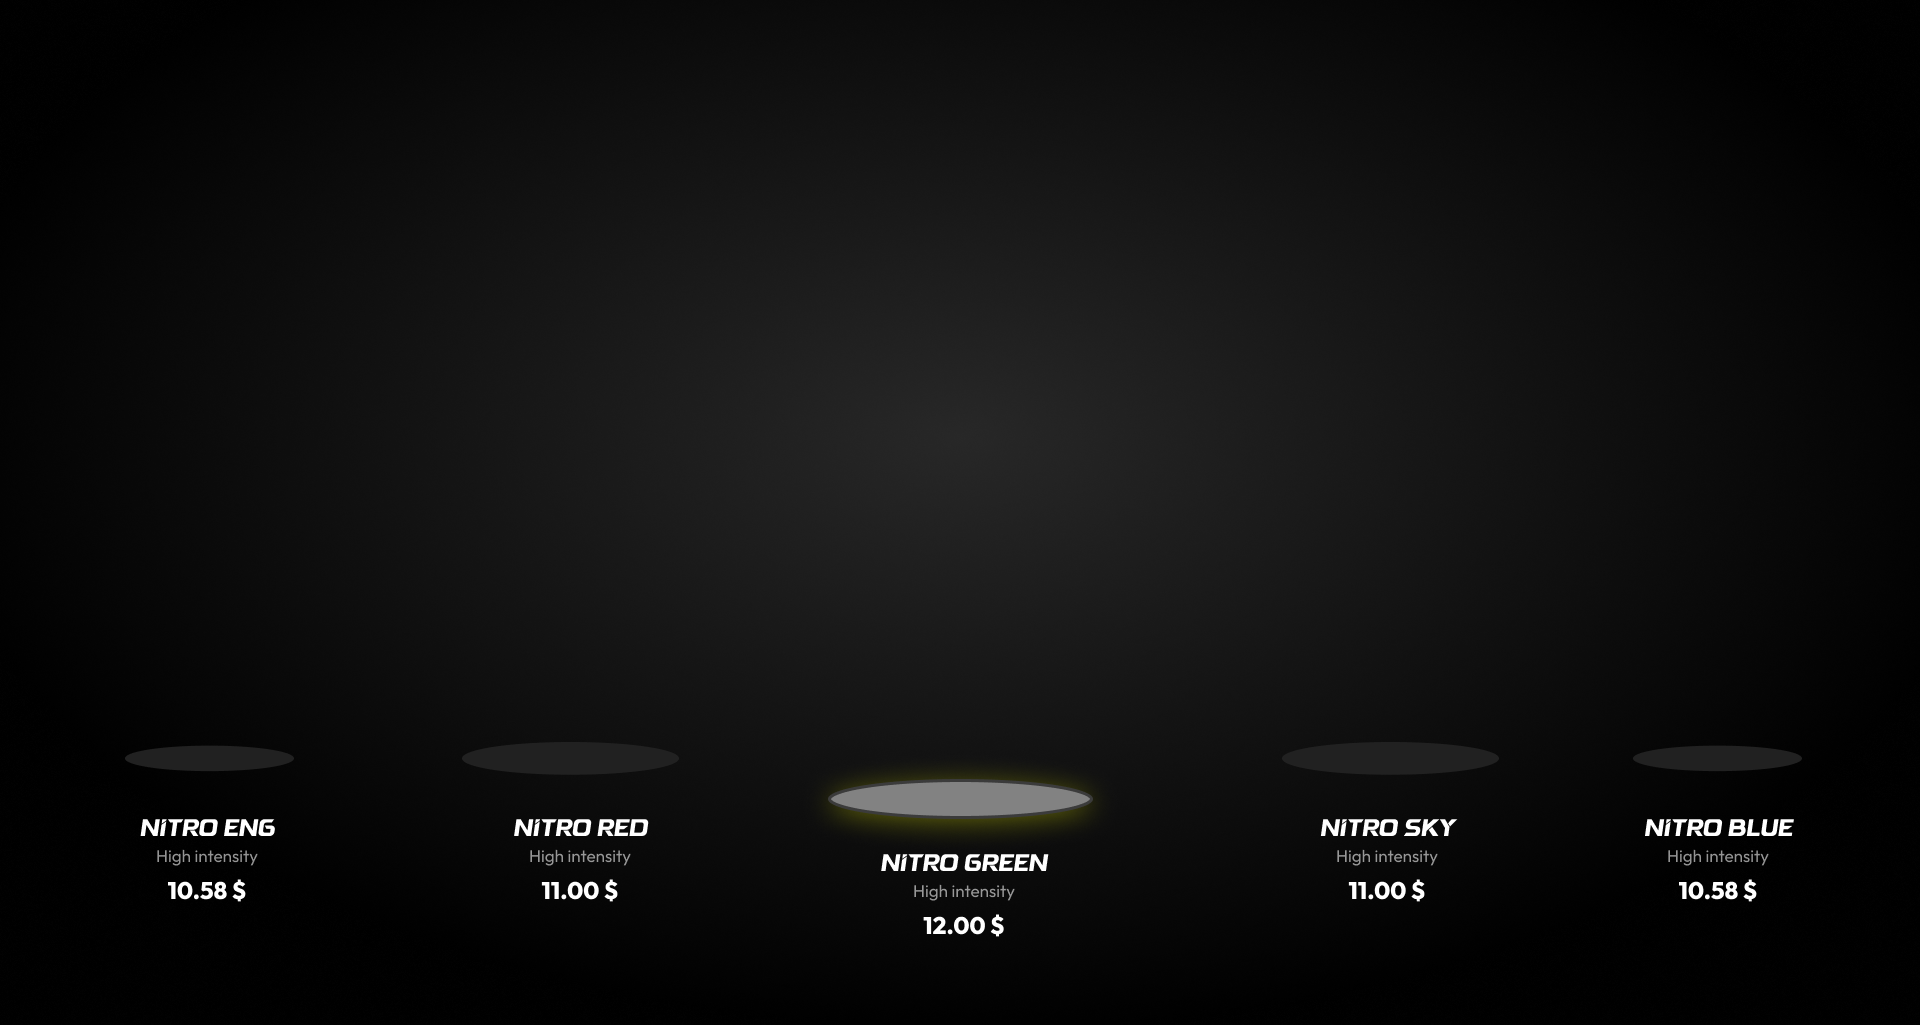 NiTRO ENG
High intensity
10.58 $
NiTRO RED
High intensity
11.00 $
NiTRO GREEN
High intensity
12.00 $
NiTRO SKY
High intensity
11.00 $
NiTRO BLUE
High intensity
10.58 $